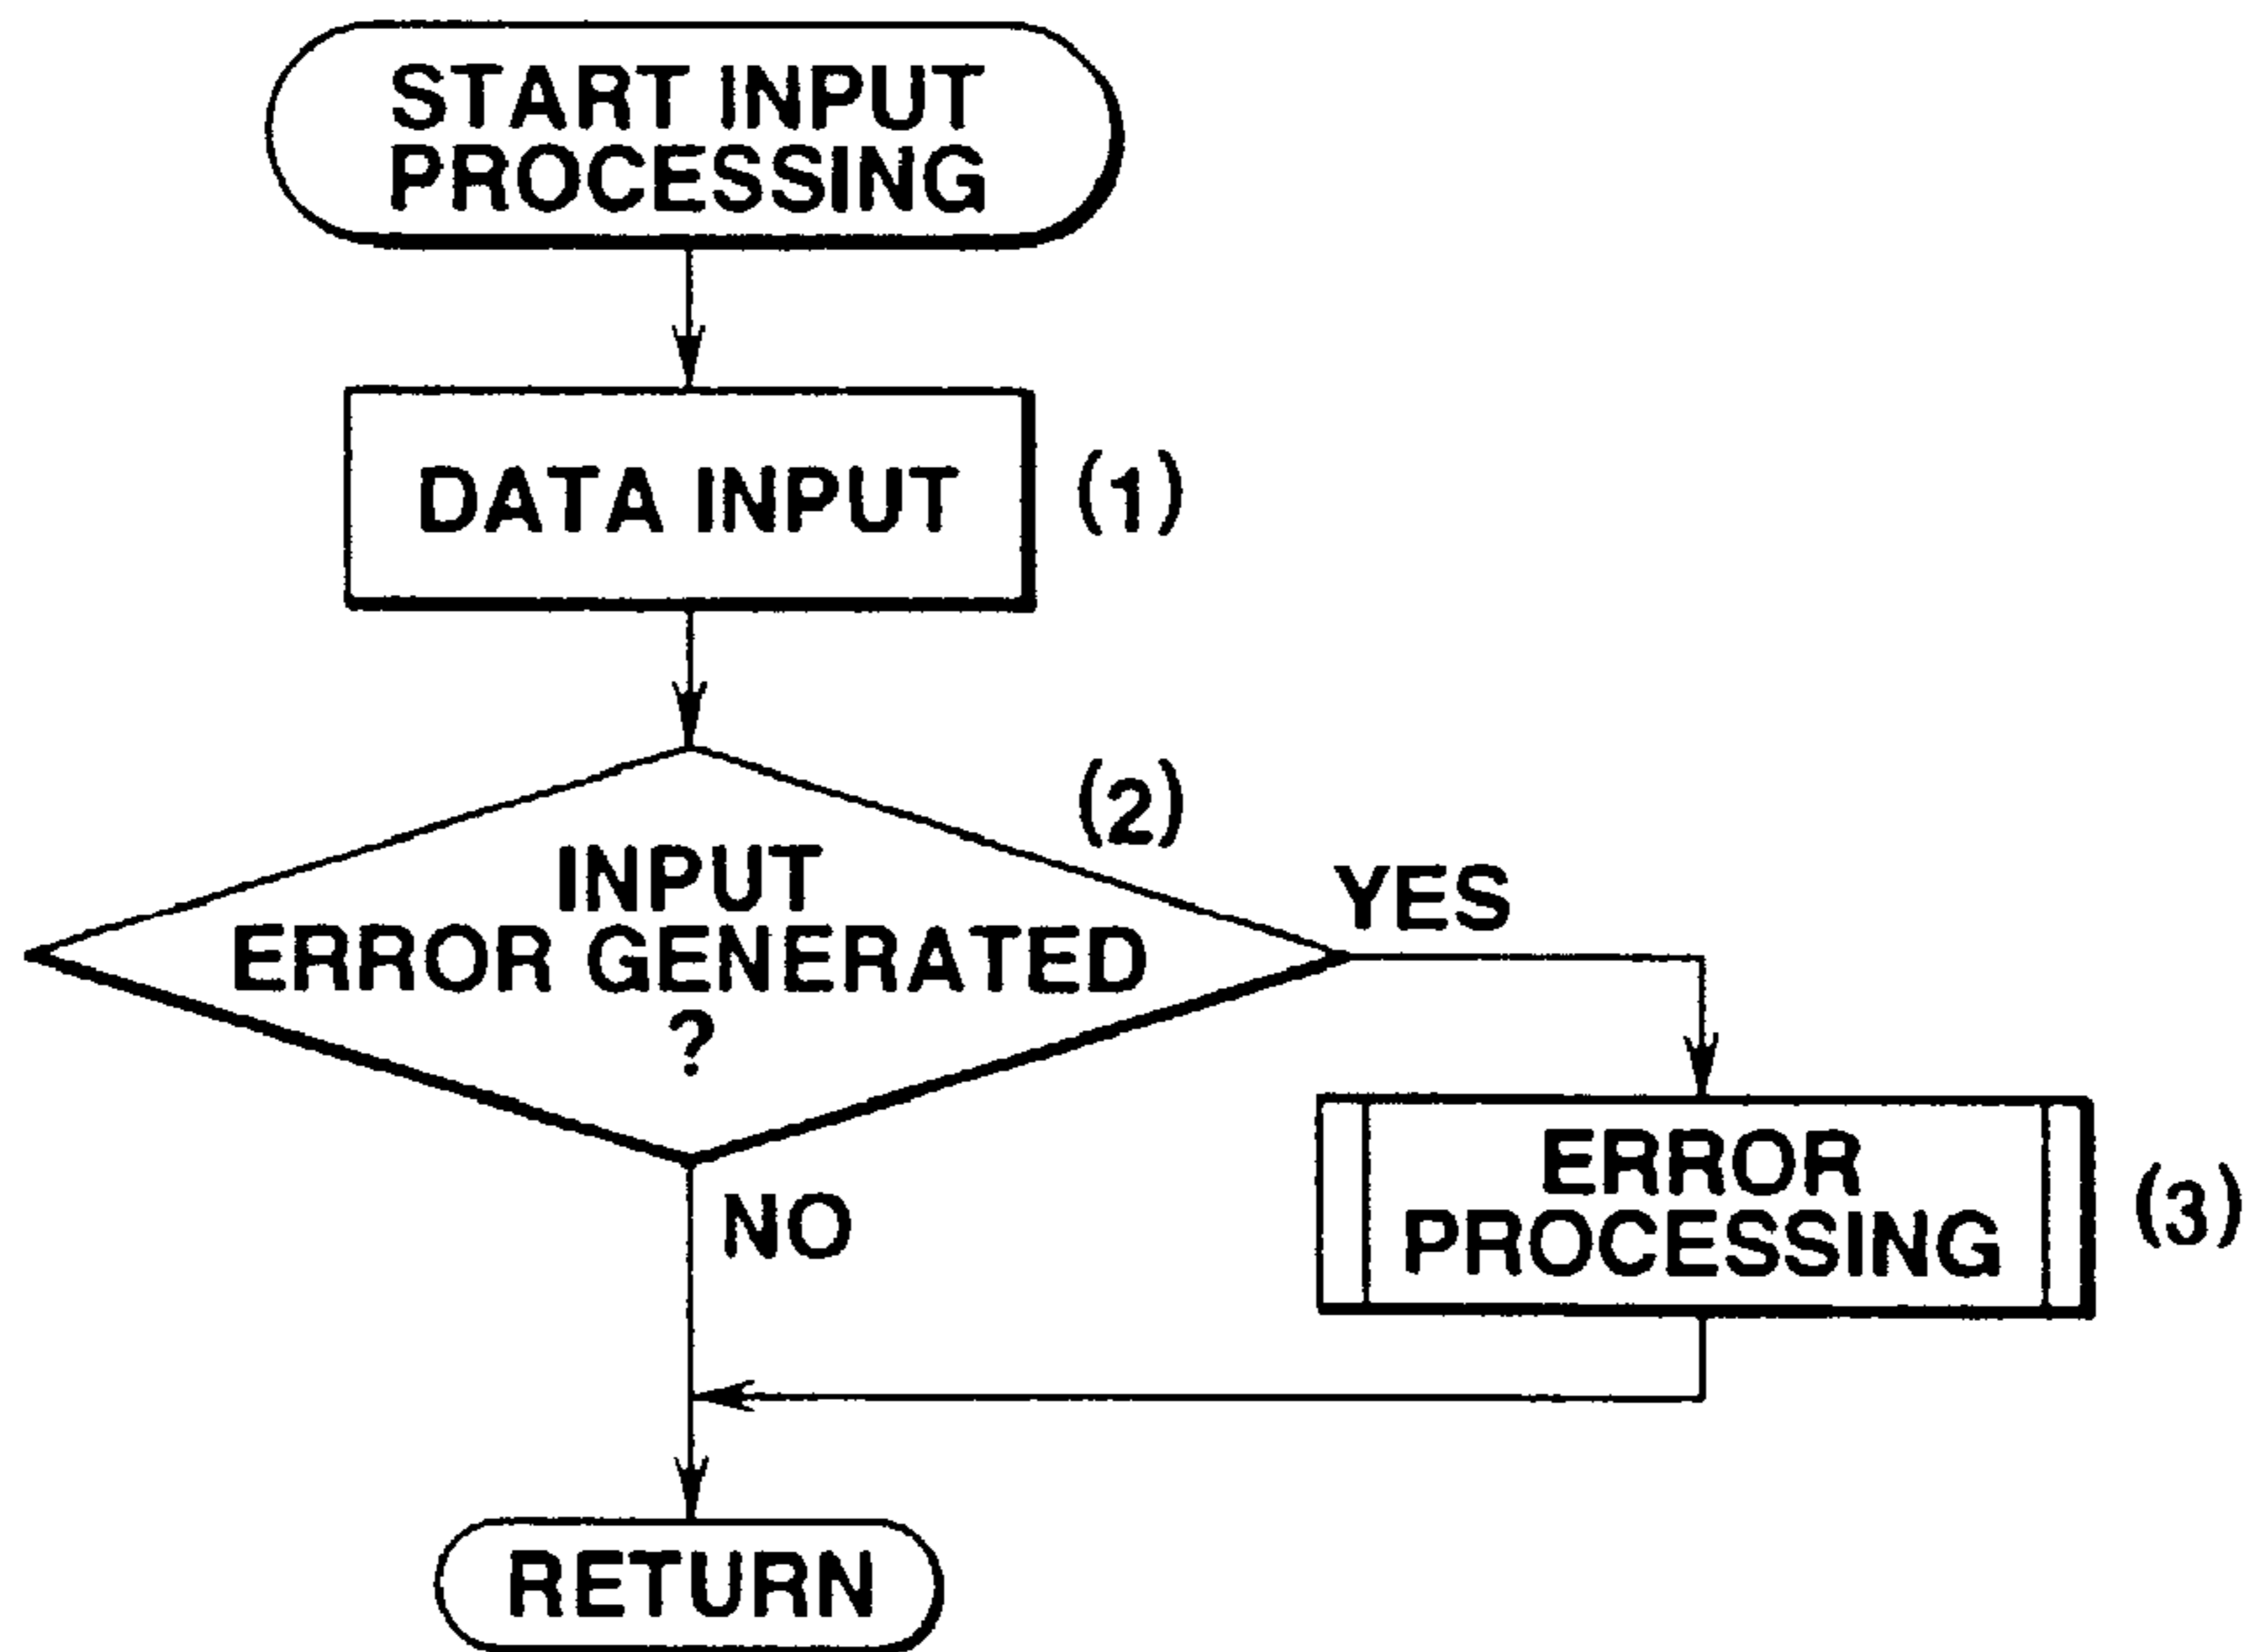 START INPUT
PROCESSING
DATA INPUT
(1)
(2)
INPUT
ERROR GENERATED
?
YES
NO
ERROR
PROCESSING
(3)
RETURN